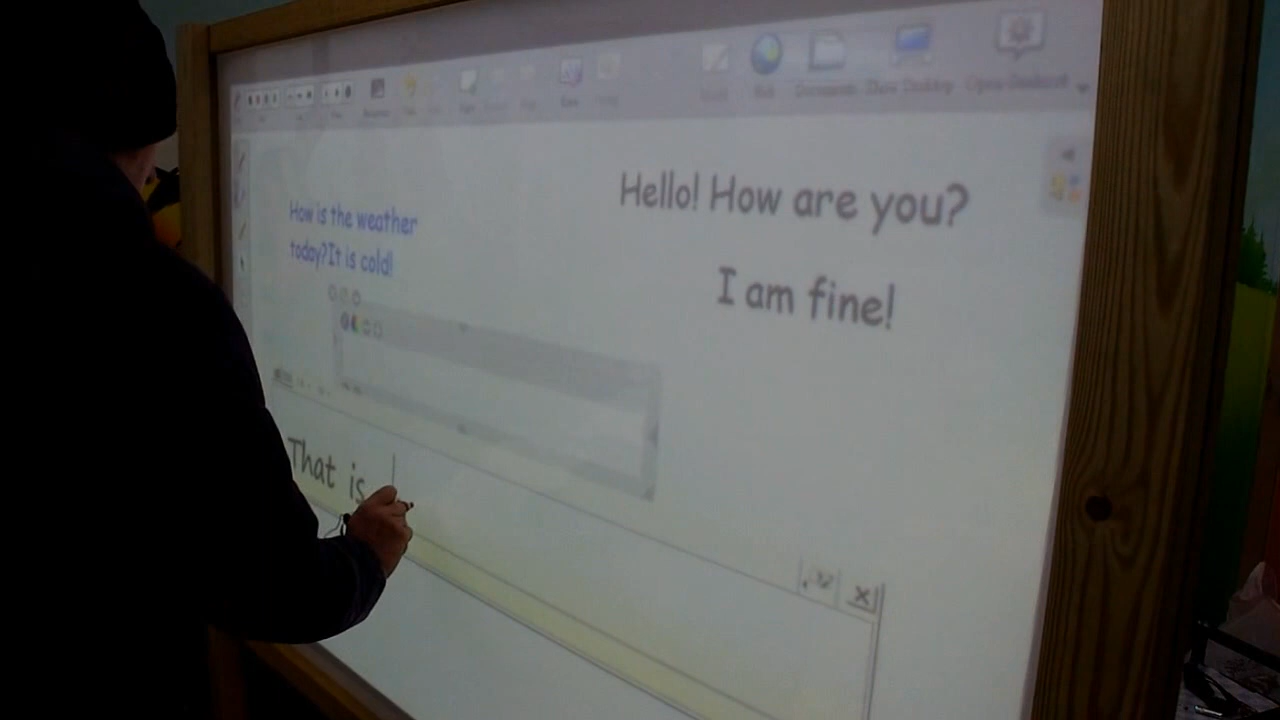 Hello! How are you?
I am fine!
How is the weather
today?It is cold!
That is